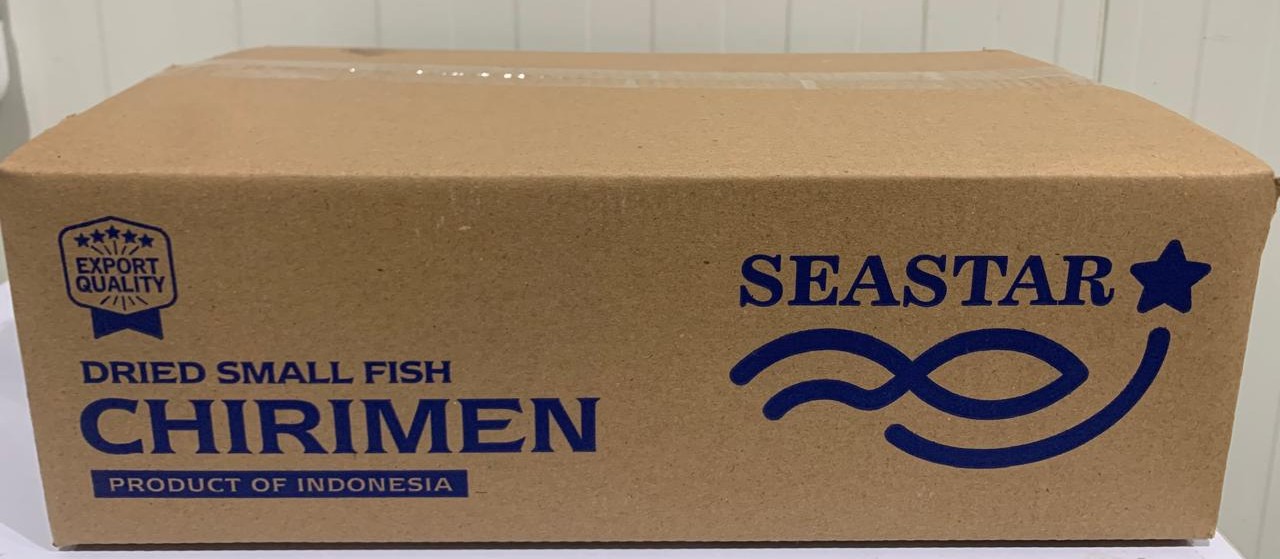 EXPORT
QUALITY
DRIED SMALL FISH
CHIRIMEN
PRODUCT OF INDONESIA
SEASTAR